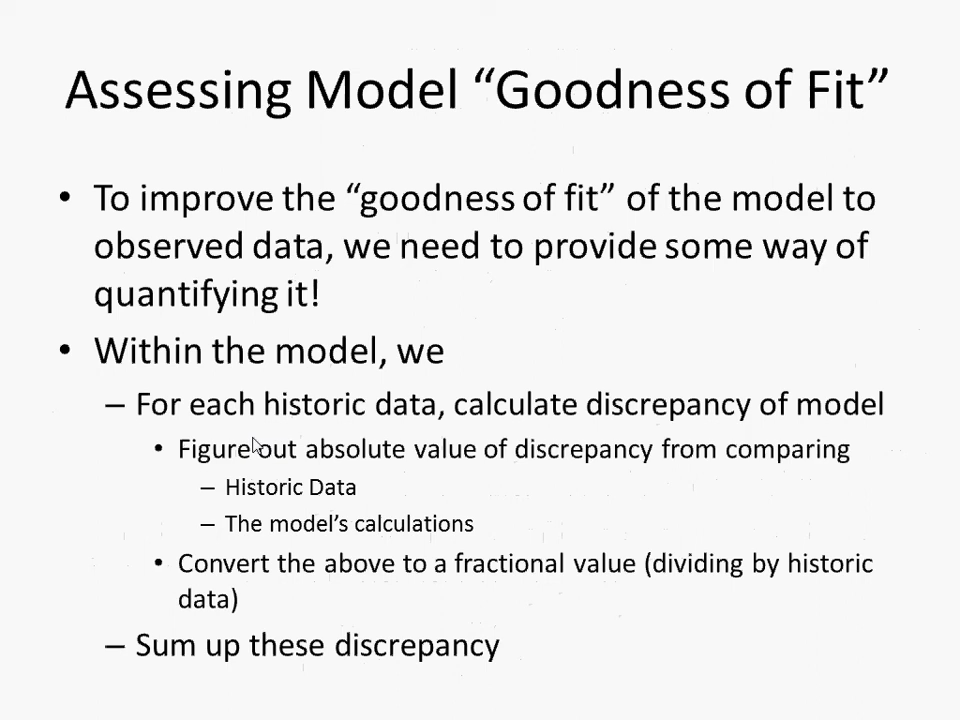 Assessing Model “Goodness of Fit”
• To improve the “goodness of fit” of the model to
observed data, we need to provide some way of
quantifying it!
• Within the model, we
– For each historic data, calculate discrepancy of model
• Figure out absolute value of discrepancy from comparing
– Historic Data
– The model’s calculations
• Convert the above to a fractional value (dividing by historic
data)
– Sum up these discrepancy